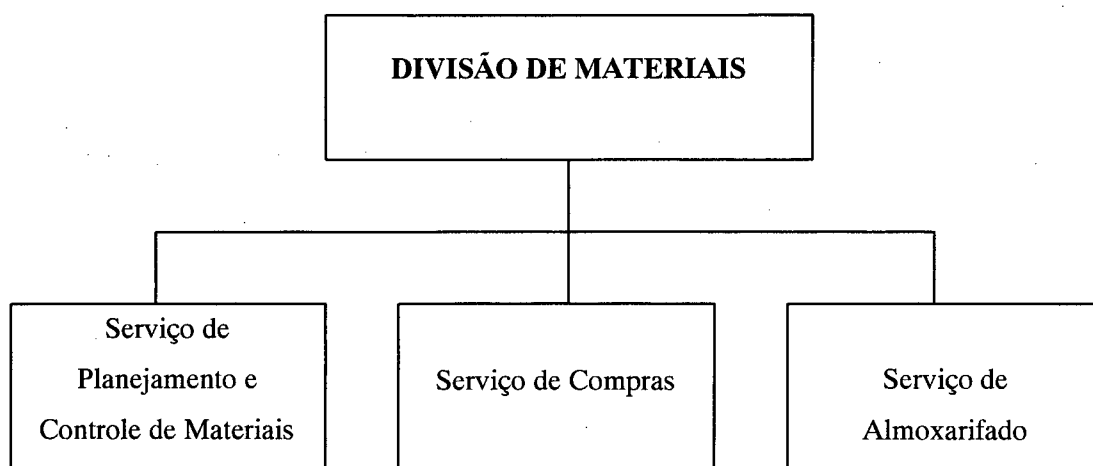 DIVISÃO DE MATERIAIS
Serviço de
Planejamento e
Controle de Materiais
Serviço de Compras
Serviço de
Almoxarifado